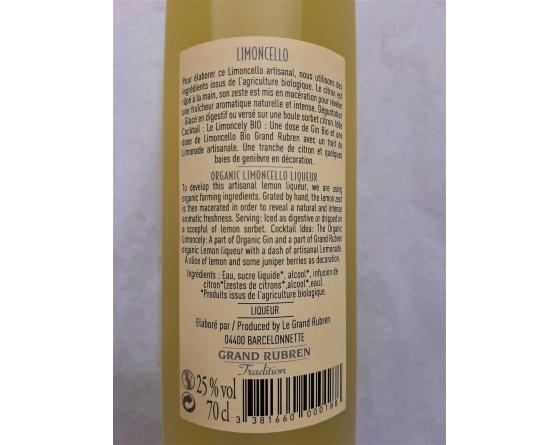 LIMONCELLO
Pour élaborer ce Limoncello artisanal, nous utilisons des
ingrédients issus de l'agriculture biologique. Le citron est
râpé à la main, son zeste est mis en macération pour révéler
une fraîcheur aromatique naturelle et intense. Dégustation
: Glacé en digestif ou versé sur une boule sorbet citron. Idée
Cocktail : Le Limoncely BIO : Une dose de Gin Bio et une
dose de Limoncello Bio Grand Rubren avec un trait de
Limonade artisanale. Une tranche de citron et quelques
baies de genièvre en décoration.
ORGANIC LIMONCELLO LIQUEUR
To develop this artisanal lemon liqueur, we are using
organic farming ingredients. Grated by hand, the lemon zest
is then macerated in order to reveal a natural and intense
aromatic freshness. Serving: Iced as digestive or dripped on
a scoopful of lemon sorbet. Cocktail Idea: The Organic
Limoncely: A part of Organic Gin and a part of Grand Rubren
organic Lemon liqueur with a dash of artisanal Lemonade.
A slice of lemon and some juniper berries as decoration.
Ingrédients : Eau, sucre liquide*, alcool*, infusion de
citron*(zestes de citrons*,alcool*,eau).
*Produits issus de l'agriculture biologique.
LIQUEUR
Elaboré par / Produced by Le Grand Rubren
04400 BARCELONNETTE
GRAND RUBREN
Tradition
25 % vol
70 cl
3 381660 000188